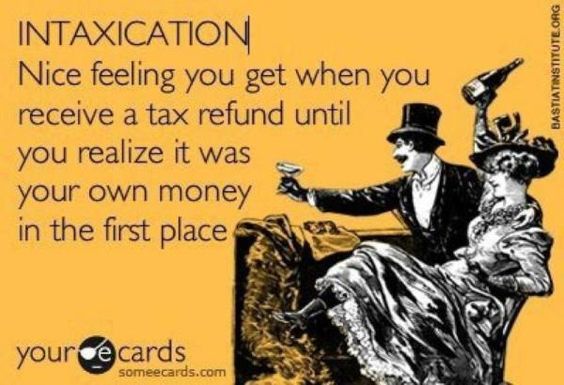 INTAXICATION
Nice feeling you get when you
receive a tax refund until
you realize it was
your own money
in the first place
your e cards
someecards.com
BASTIATINSTITUTE.ORG